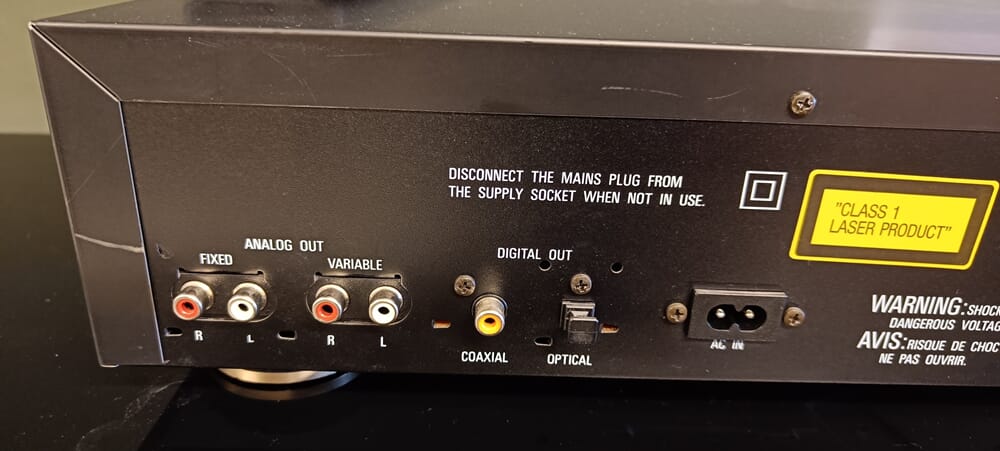 DISCONNECT THE MAINS PLUG FROM
THE SUPPLY SOCKET WHEN NOT IN USE.
"CLASS 1
LASER PRODUCT"
ANALOG OUT
FIXED
VARIABLE
R
L
R
L
DIGITAL OUT
COAXIAL
OPTICAL
AC IN
WARNING: SHOCK
DANGEROUS VOLTAG
AVIS: RISQUE DE CHOC
NE PAS OUVRIR.